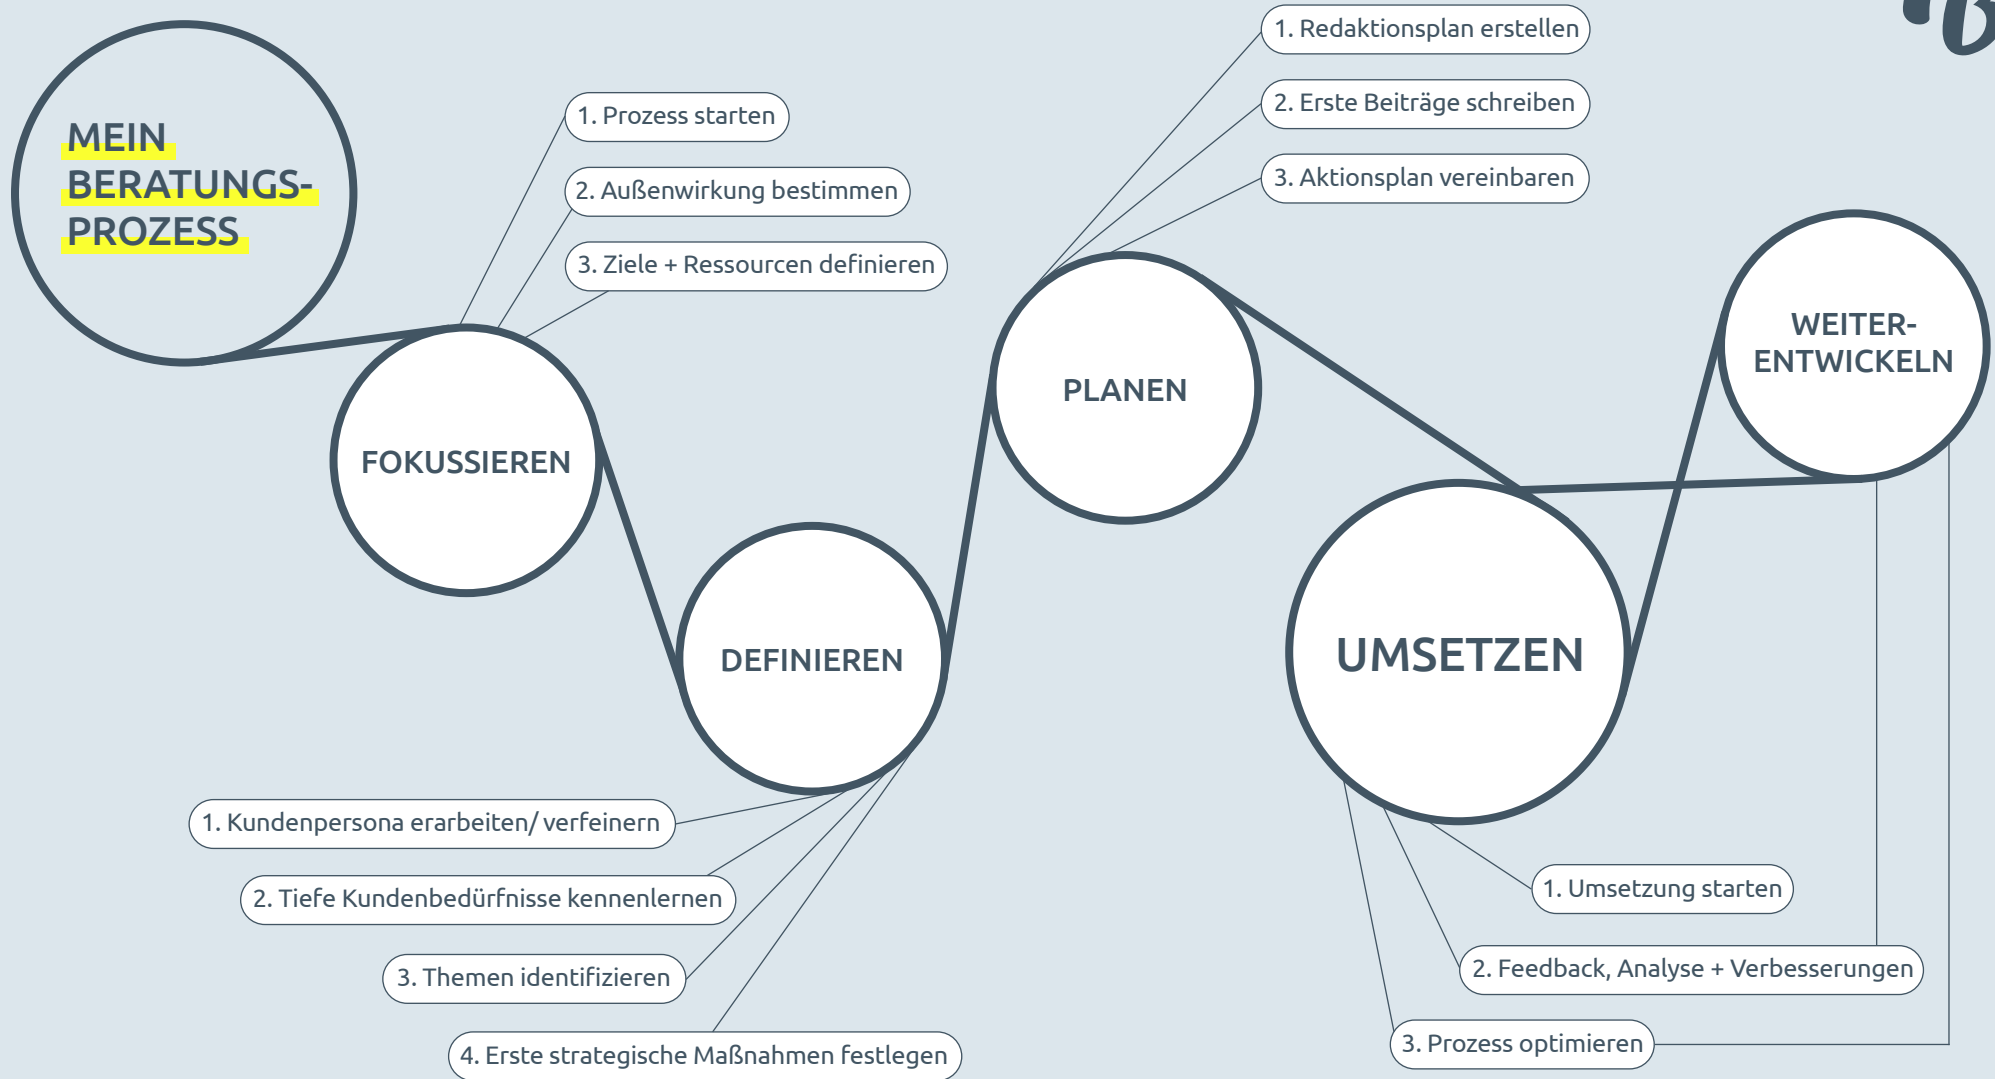 MEIN
BERATUNGS-
PROZESS
1. Prozess starten
2. Außenwirkung bestimmen
3. Ziele + Ressourcen definieren
FOKUSSIEREN
DEFINIEREN
1. Kundenpersona erarbeiten/ verfeinern
2. Tiefe Kundenbedürfnisse kennenlernen
3. Themen identifizieren
4. Erste strategische Maßnahmen festlegen
1. Redaktionsplan erstellen
2. Erste Beiträge schreiben
3. Aktionsplan vereinbaren
PLANEN
UMSETZEN
1. Umsetzung starten
2. Feedback, Analyse + Verbesserungen
3. Prozess optimieren
WEITER-
ENTWICKELN